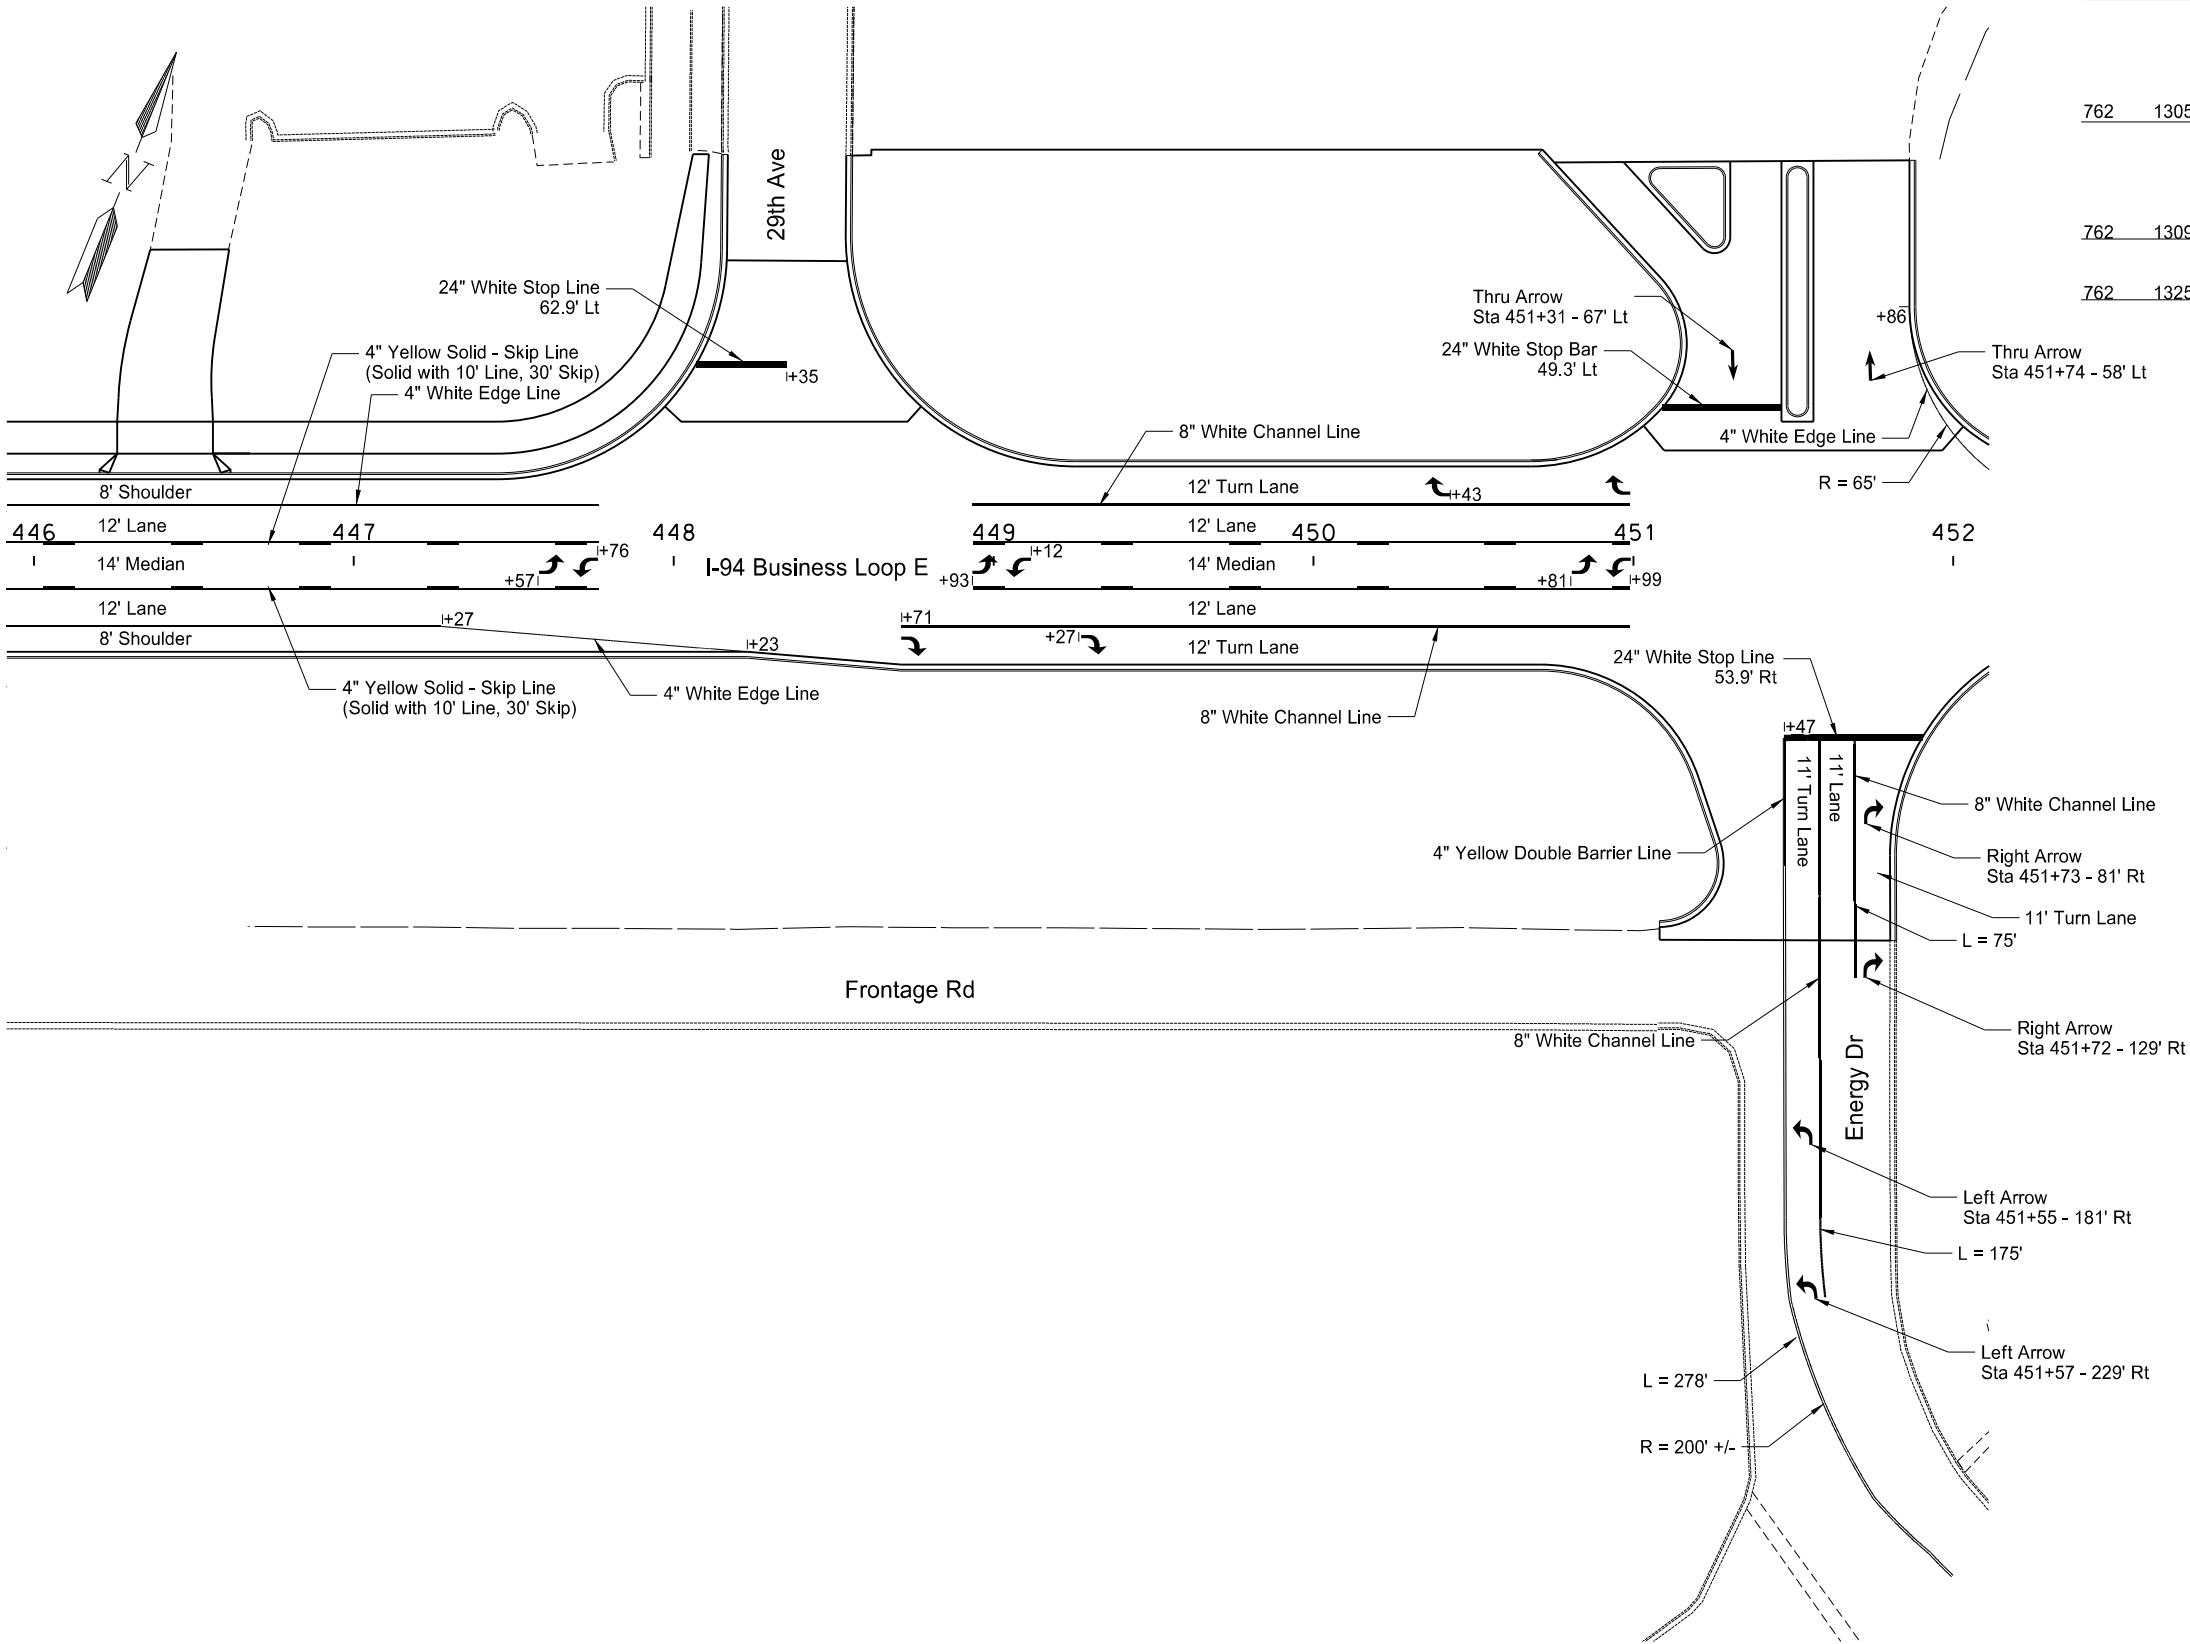 762 1305
762 1309
762 1325
N
29th Ave
24" White Stop Line
62.9' Lt
+35
4" Yellow Solid - Skip Line
(Solid with 10' Line, 30' Skip)
4" White Edge Line
Thru Arrow
Sta 451+31 - 67' Lt
24" White Stop Bar
49.3' Lt
+86
Thru Arrow
Sta 451+74 - 58' Lt
8" White Channel Line
4" White Edge Line
R = 65'
8' Shoulder
12' Turn Lane
+43
12' Lane
12' Lane
446
447
448
449
450
451
452
14' Median
+57
+76
I-94 Business Loop E
+93
+12
14' Median
+81
+99
12' Lane
12' Lane
+27
+71
8' Shoulder
+23
+27
12' Turn Lane
4" Yellow Solid - Skip Line
(Solid with 10' Line, 30' Skip)
4" White Edge Line
8" White Channel Line
24" White Stop Line
53.9' Rt
+47
11' Turn Lane
11' Lane
8" White Channel Line
4" Yellow Double Barrier Line
Right Arrow
Sta 451+73 - 81' Rt
11' Turn Lane
L = 75'
Frontage Rd
8" White Channel Line
Right Arrow
Sta 451+72 - 129' Rt
Energy Dr
Left Arrow
Sta 451+55 - 181' Rt
L = 175'
Left Arrow
Sta 451+57 - 229' Rt
L = 278'
R = 200' +/-